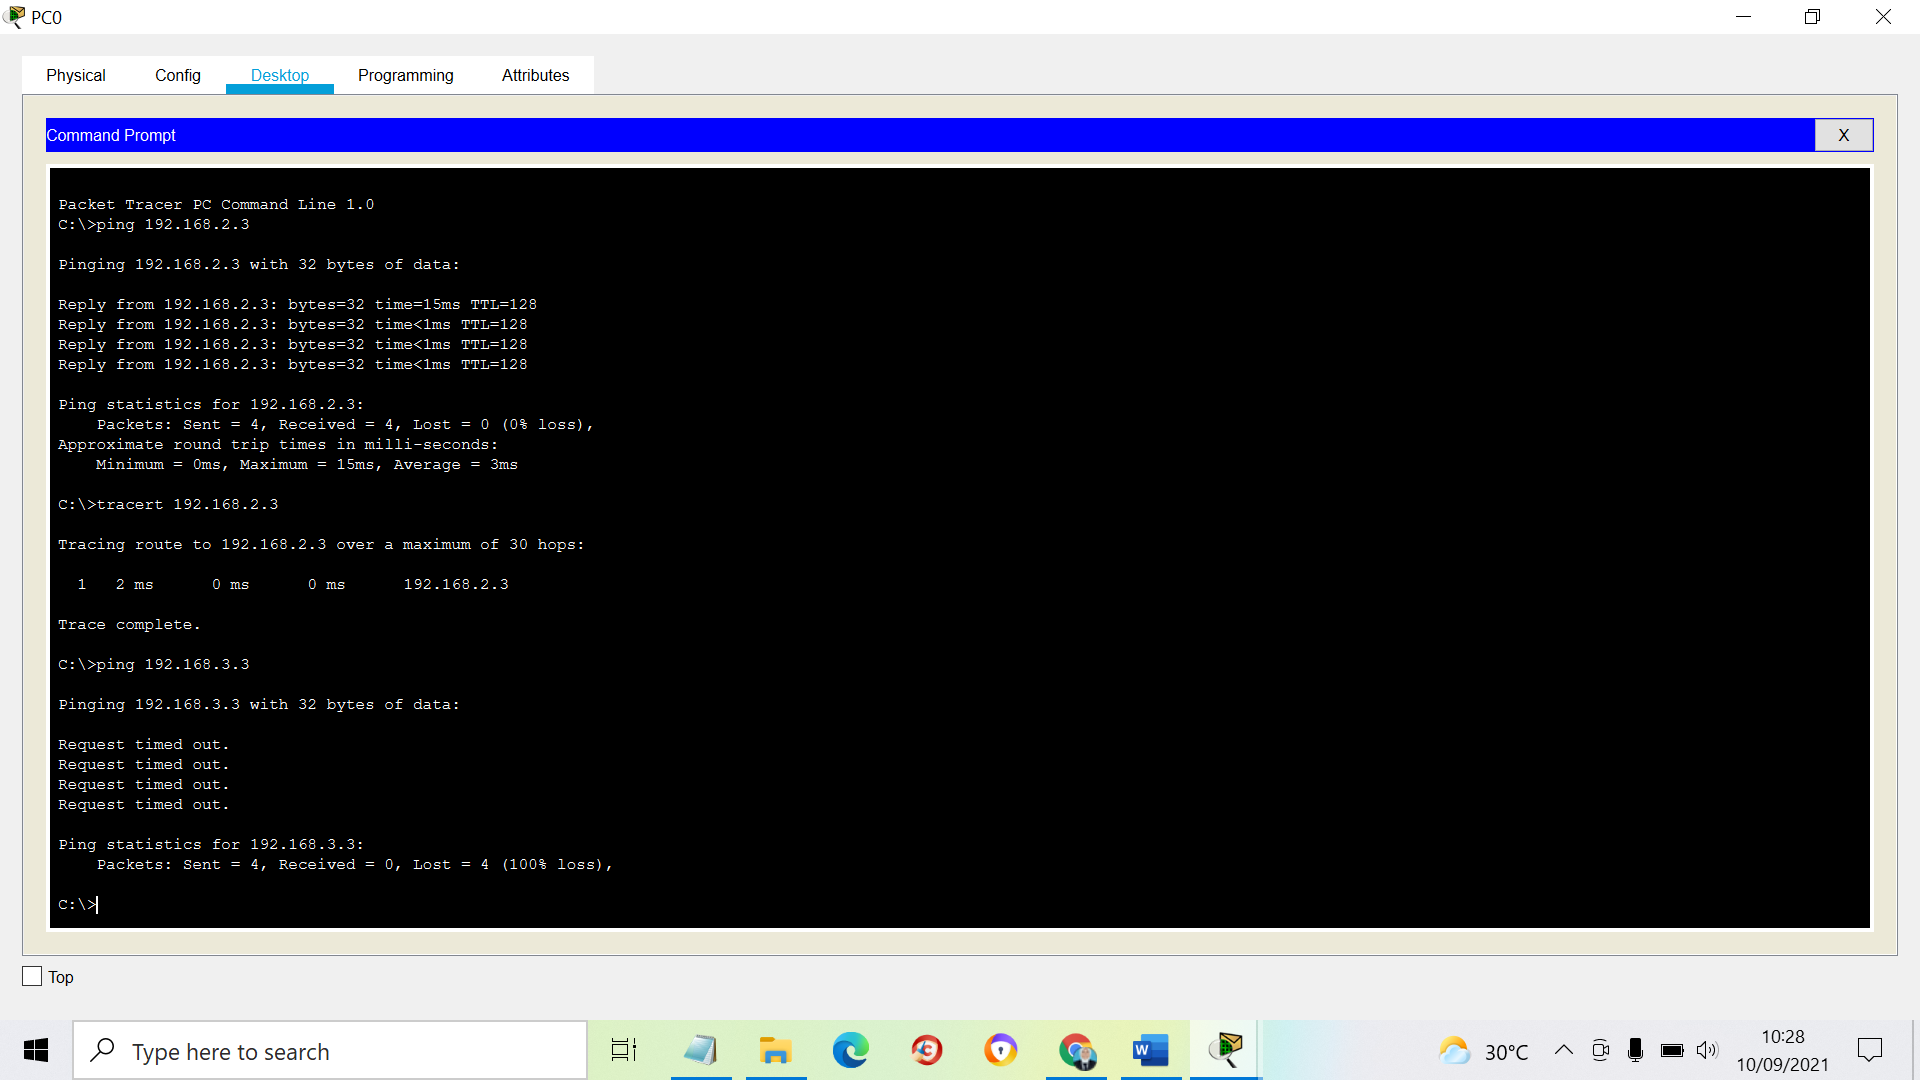 PC0
Physical Config Desktop Programming Attributes
Command Prompt X
Packet Tracer PC Command Line 1.0
C:\>ping 192.168.2.3
Pinging 192.168.2.3 with 32 bytes of data:
Reply from 192.168.2.3: bytes=32 time=15ms TTL=128
Reply from 192.168.2.3: bytes=32 time<1ms TTL=128
Reply from 192.168.2.3: bytes=32 time<1ms TTL=128
Reply from 192.168.2.3: bytes=32 time<1ms TTL=128
Ping statistics for 192.168.2.3:
Packets: Sent = 4, Received = 4, Lost = 0 (0% loss),
Approximate round trip times in milli-seconds:
Minimum = 0ms, Maximum = 15ms, Average = 3ms
C:\>tracert 192.168.2.3
Tracing route to 192.168.2.3 over a maximum of 30 hops:
1 2 ms 0 ms 0 ms 192.168.2.3
Trace complete.
C:\>ping 192.168.3.3
Pinging 192.168.3.3 with 32 bytes of data:
Request timed out.
Request timed out.
Request timed out.
Request timed out.
Ping statistics for 192.168.3.3:
Packets: Sent = 4, Received = 0, Lost = 4 (100% loss),
C:\>
Top
Type here to search
30°C
10:28
10/09/2021